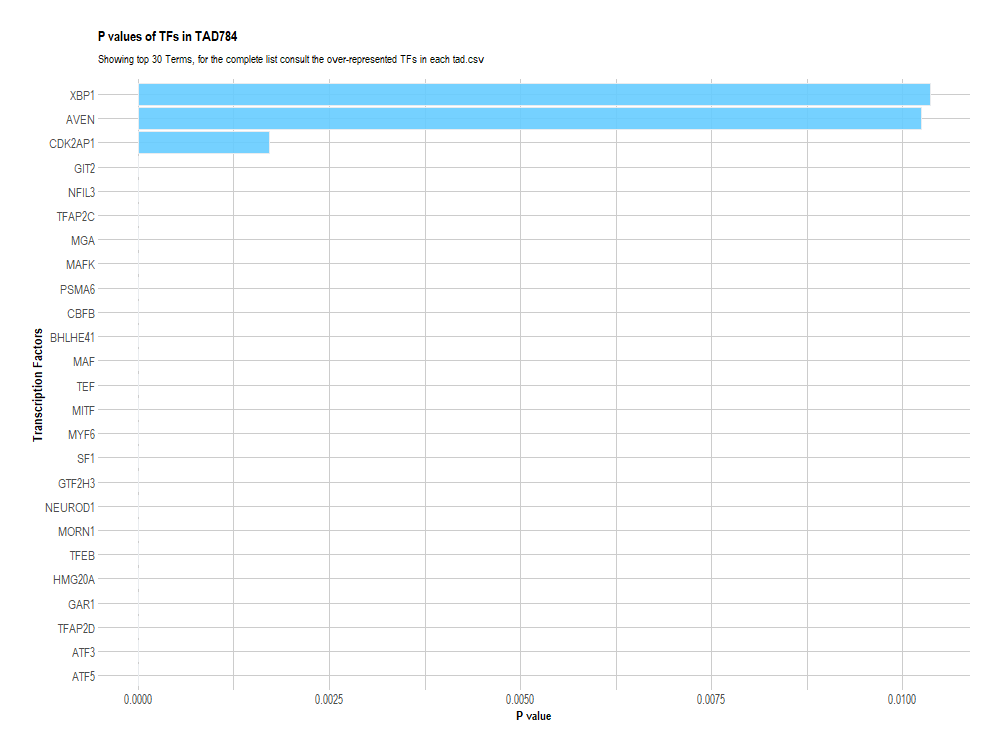 P values of TFs in TAD784
Showing top 30 Terms, for the complete list consult the over-represented TFs in each tad.csv
XBP1
AVEN
CDK2AP1
GIT2
NFIL3
TFAP2C
MGA
MAFK
PSMA6
CBFB
BHLHE41
MAF
TEF
MITF
MYF6
SF1
GTF2H3
NEUROD1
MORN1
TFEB
HMG20A
GAR1
TFAP2D
ATF3
ATF5
Transcription Factors
0.0000 0.0025 0.0050 0.0075 0.0100
P value